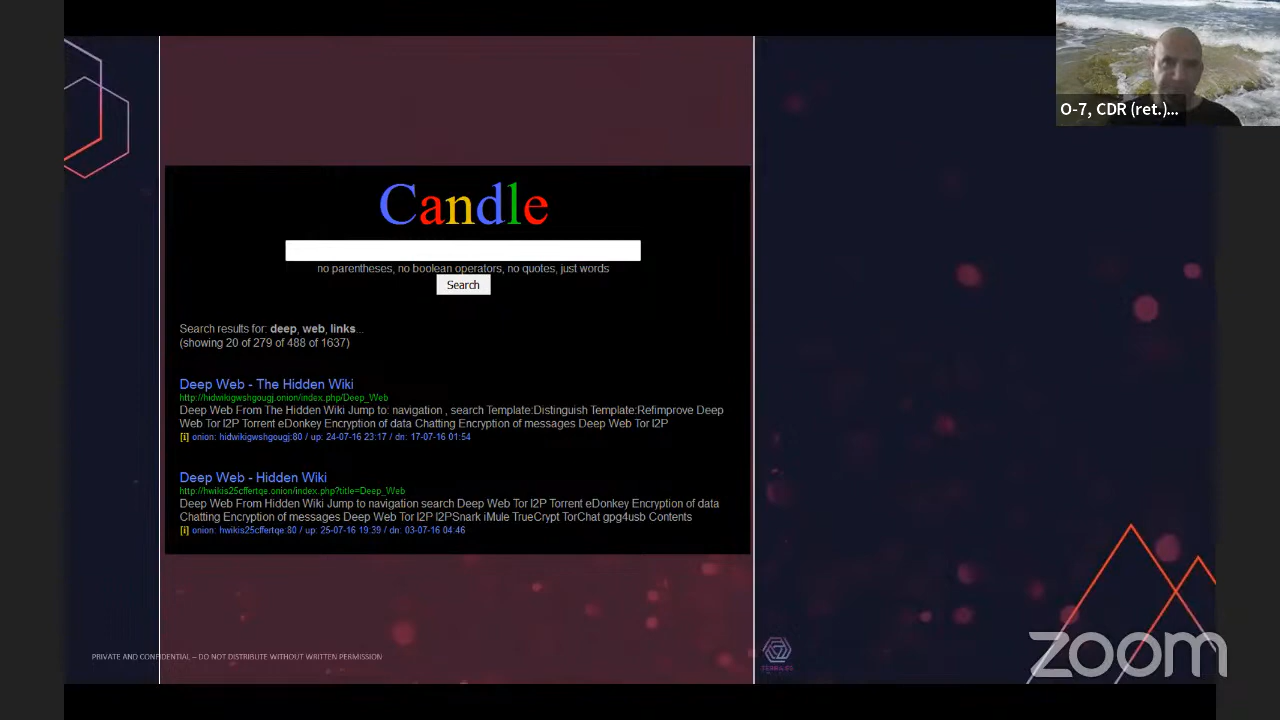 O-7, CDR (ret.)...
Candle
no parentheses, no boolean operators, no quotes, just words
Search
Search results for: deep, web, links...
(showing 20 of 279 of 488 of 1637)
Deep Web - The Hidden Wiki
http://hidwikigwshgougj.onion/index.php/Deep_Web
Deep Web From The Hidden Wiki Jump to: navigation , search Template:Distinguish Template:Refimprove Deep
Web Tor I2P Torrent eDonkey Encryption of data Chatting Encryption of messages Deep Web Tor I2P
[i] onion: hidwikigwshgougj:80 / up: 24-07-16 23:17 / dn: 17-07-16 01:54
Deep Web - Hidden Wiki
http://hwikis25cffertqe.onion/index.php?title=Deep_Web
Deep Web From Hidden Wiki Jump to navigation search Deep Web Tor I2P Torrent eDonkey Encryption of data
Chatting Encryption of messages Deep Web Tor I2P I2PSnark iMule TrueCrypt TorChat gpg4usb Contents
[i] onion: hwikis25cffertqe:80 / up: 25-07-16 19:39 / dn: 03-07-16 04:46
PRIVATE AND CONFIDENTIAL – DO NOT DISTRIBUTE WITHOUT WRITTEN PERMISSION
zoom